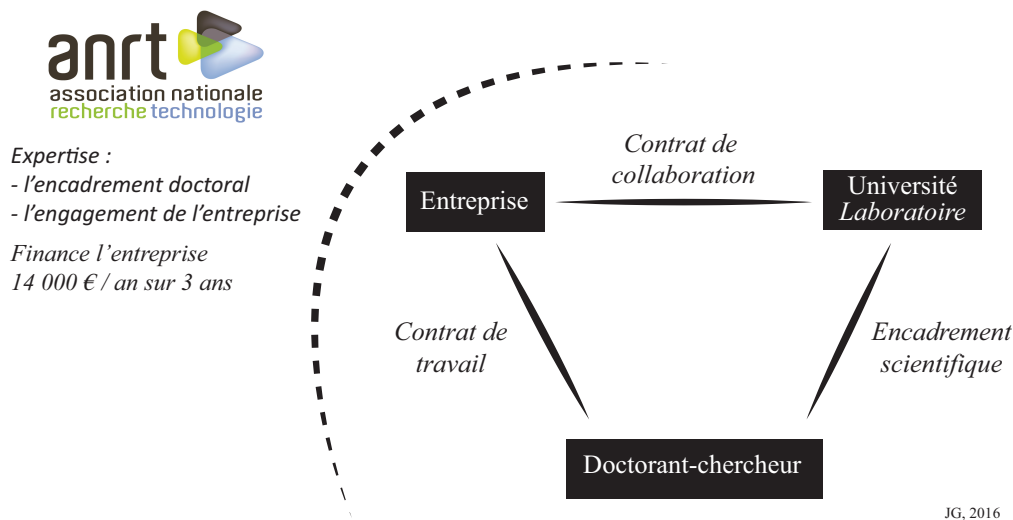 anrt
association nationale
recherche technologie
Expertise :
- l'encadrement doctoral
- l'engagement de l'entreprise
Finance l'entreprise
14 000 € / an sur 3 ans
Contrat de
collaboration
Entreprise
Université
Laboratoire
Contrat de
travail
Encadrement
scientifique
Doctorant-chercheur
JG, 2016